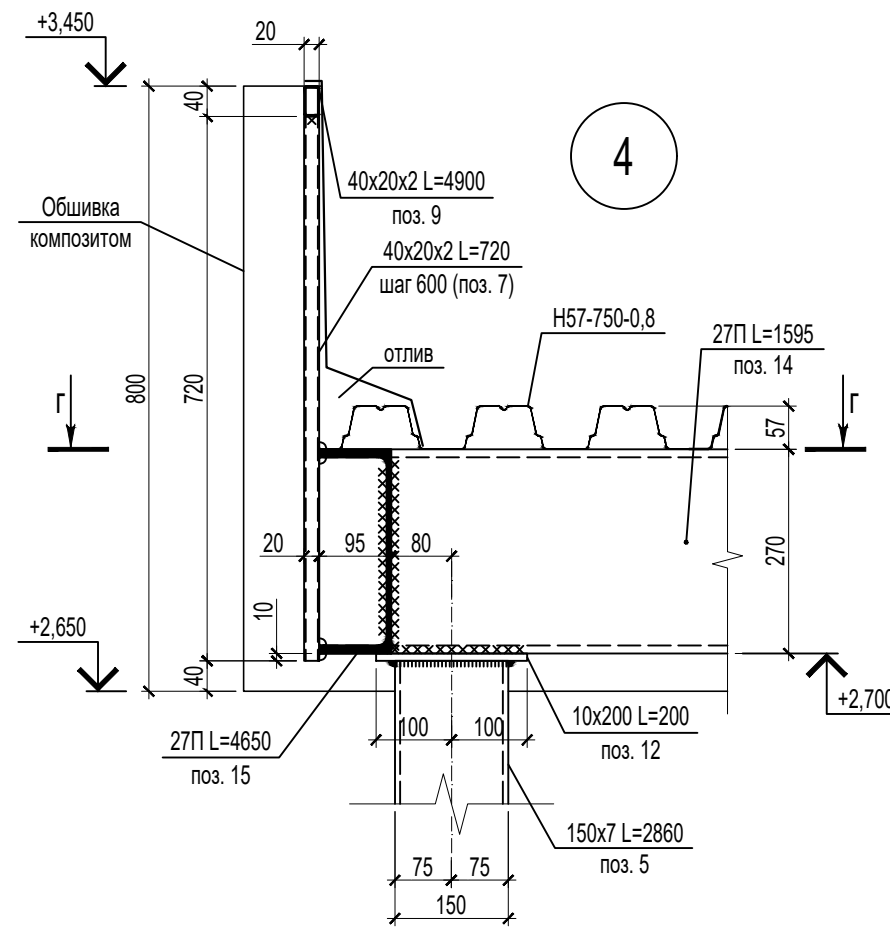 +3,450
20
40
4
40x20x2 L=4900
поз. 9
Обшивка
композитом
40x20x2 L=720
шаг 600 (поз. 7)
Н57-750-0,8
27П L=1595
поз. 14
отлив
800
720
Г
Г
57
20
95
80
270
10
+2,650
40
+2,700
100
100
10x200 L=200
поз. 12
27П L=4650
поз. 15
150x7 L=2860
поз. 5
75
75
150